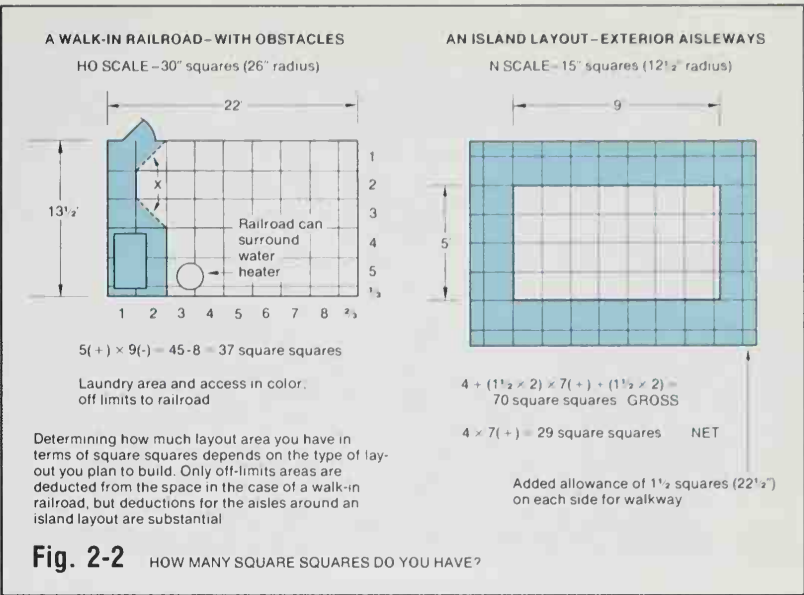 A WALK-IN RAILROAD–WITH OBSTACLES
HO SCALE–30" squares (26" radius)
22'
13½'
X
Railroad can
surround
water
heater
1
2
3
4
5
⅓
1 2 3 4 5 6 7 8 ⅔
5(+) × 9(-) = 45-8 = 37 square squares
Laundry area and access in color,
off limits to railroad
Determining how much layout area you have in
terms of square squares depends on the type of lay-
out you plan to build. Only off-limits areas are
deducted from the space in the case of a walk-in
railroad, but deductions for the aisles around an
island layout are substantial
AN ISLAND LAYOUT–EXTERIOR AISLEWAYS
N SCALE–15" squares (12½" radius)
9'
5'
4 + (1½ × 2) × 7(+) + (1½ × 2) =
70 square squares GROSS
4 × 7(+) = 29 square squares NET
Added allowance of 1½ squares (22½")
on each side for walkway
Fig. 2-2 HOW MANY SQUARE SQUARES DO YOU HAVE?